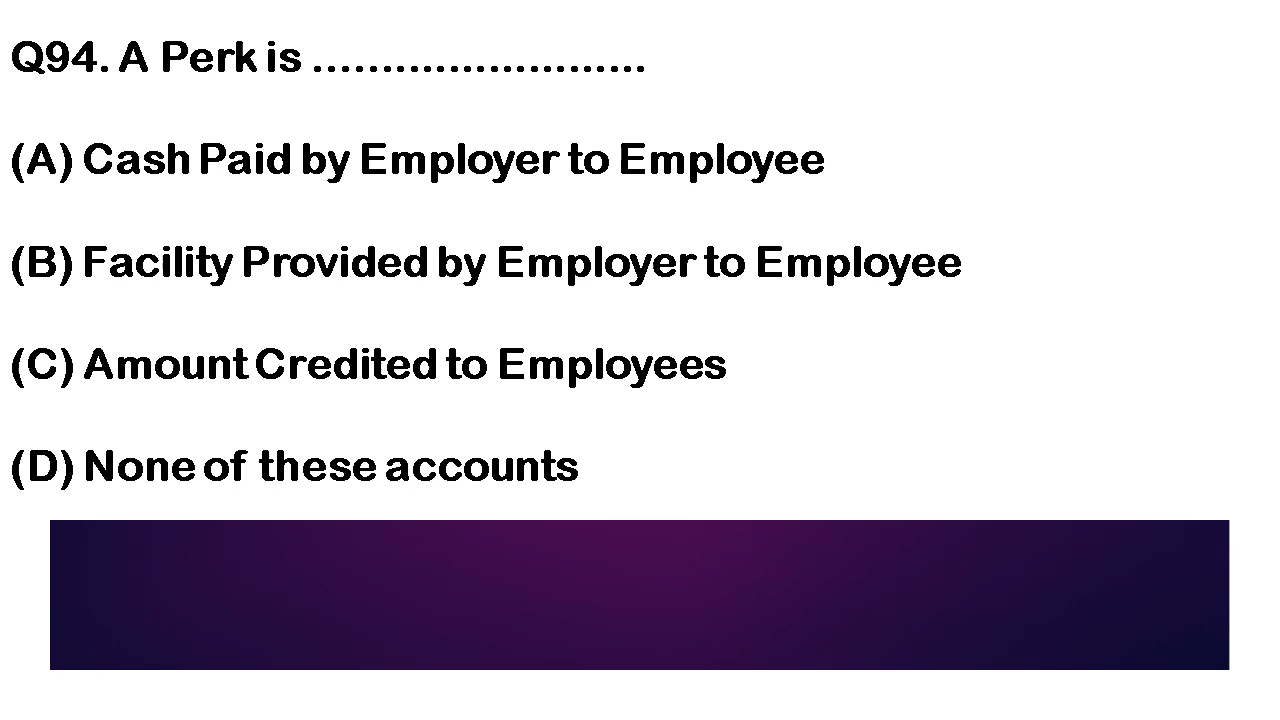 Q94. A Perk is .........................
(A) Cash Paid by Employer to Employee
(B) Facility Provided by Employer to Employee
(C) Amount Credited to Employees
(D) None of these accounts